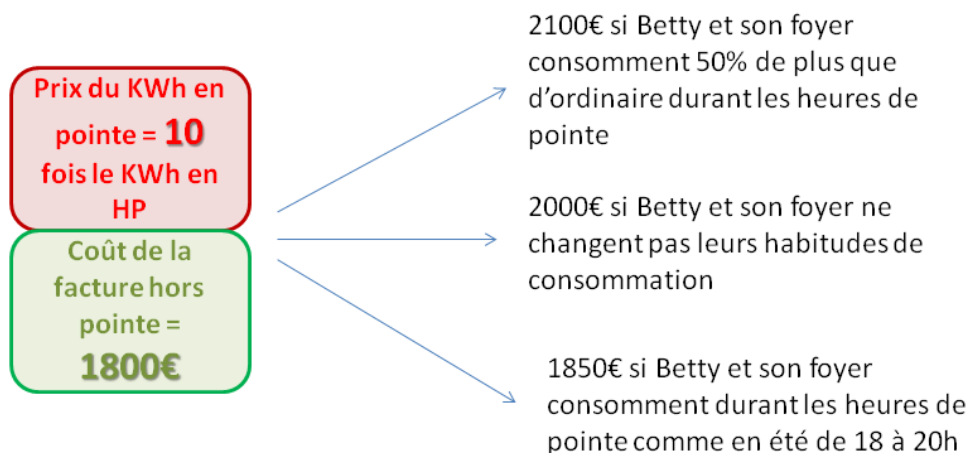 Prix du KWh en
pointe = 10
fois le KWh en
HP
Coût de la
facture hors
pointe =
1800€
2100€ si Betty et son foyer
consomment 50% de plus que
d'ordinaire durant les heures de
pointe
2000€ si Betty et son foyer ne
changent pas leurs habitudes de
consommation
1850€ si Betty et son foyer
consomment durant les heures de
pointe comme en été de 18 à 20h